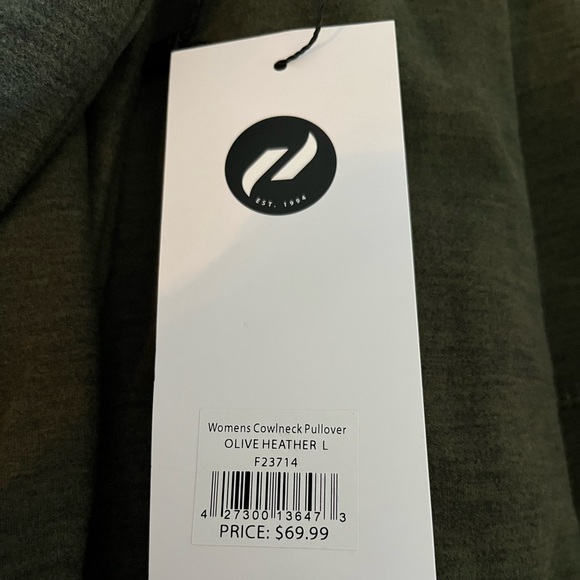 EST. 1994
Womens Cowlneck Pullover
OLIVE HEATHER L
F23714
4 27300 13647 3
PRICE: $69.99